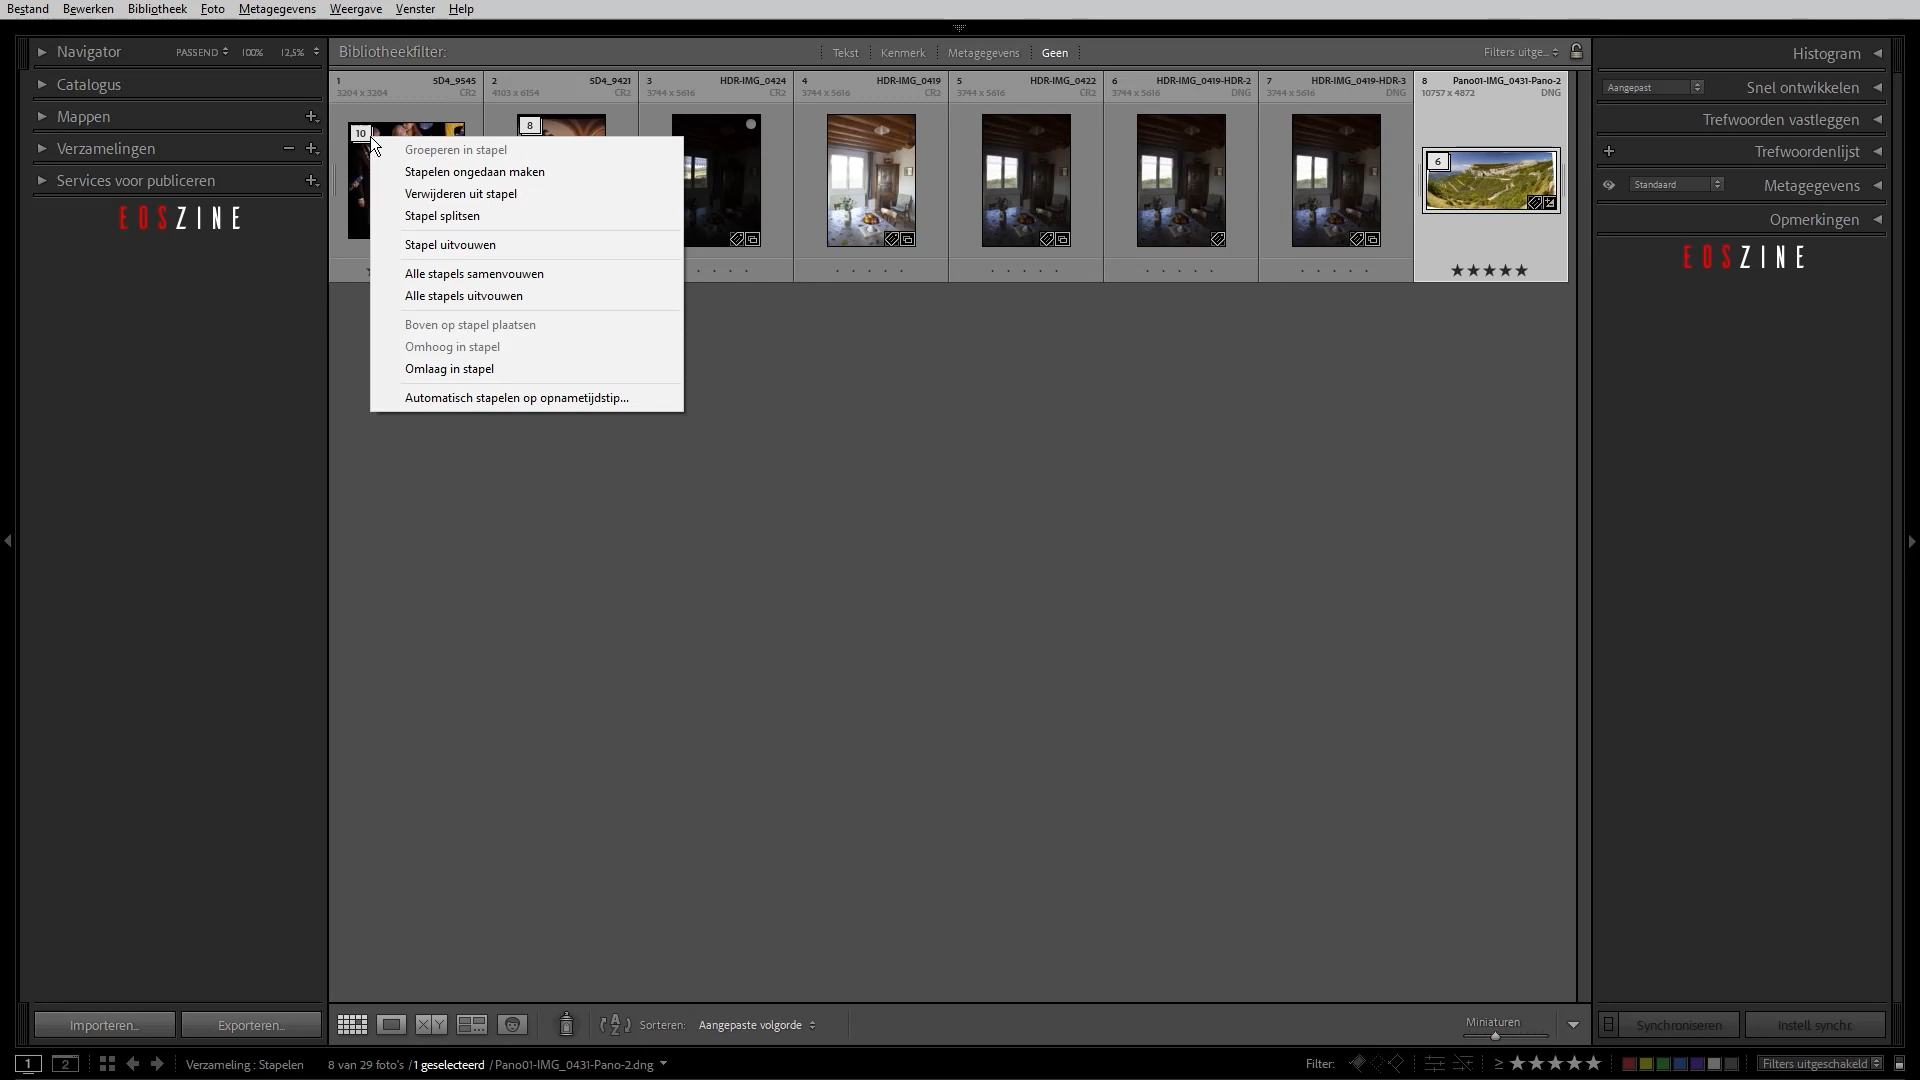 Bestand Bewerken Bibliotheek Foto Metagegevens Weergave Venster Help
Navigator PASSEND 100% 12,5%
Catalogus
Mappen
Verzamelingen
Services voor publiceren
EOSZINE
Bibliotheekfilter: Tekst Kenmerk Metagegevens Geen Filters uitge...
1 5D4_9545
3204 x 3204 CR2
10
2 5D4_9421
4103 x 6154 CR2
8
3 HDR-IMG_0424
3744 x 5616 CR2
4 HDR-IMG_0419
3744 x 5616 CR2
5 HDR-IMG_0422
3744 x 5616 CR2
6 HDR-IMG_0419-HDR-2
3744 x 5616 DNG
7 HDR-IMG_0419-HDR-3
3744 x 5616 DNG
8 Pano01-IMG_0431-Pano-2
10757 x 4872 DNG
6
★★★★★
Groeperen in stapel
Stapelen ongedaan maken
Verwijderen uit stapel
Stapel splitsen
Stapel uitvouwen
Alle stapels samenvouwen
Alle stapels uitvouwen
Boven op stapel plaatsen
Omhoog in stapel
Omlaag in stapel
Automatisch stapelen op opnametijdstip...
Histogram
Aangepast Snel ontwikkelen
Trefwoorden vastleggen
Trefwoordenlijst
Standaard Metagegevens
Opmerkingen
EOSZINE
Importeren... Exporteren...
XY Sorteren: Aangepaste volgorde Miniaturen
Synchroniseren Instell synchr.
1 2 Verzameling : Stapelen 8 van 29 foto's /1 geselecteerd /Pano01-IMG_0431-Pano-2.dng
Filter: ≥ ★★★★★ Filters uitgeschakeld